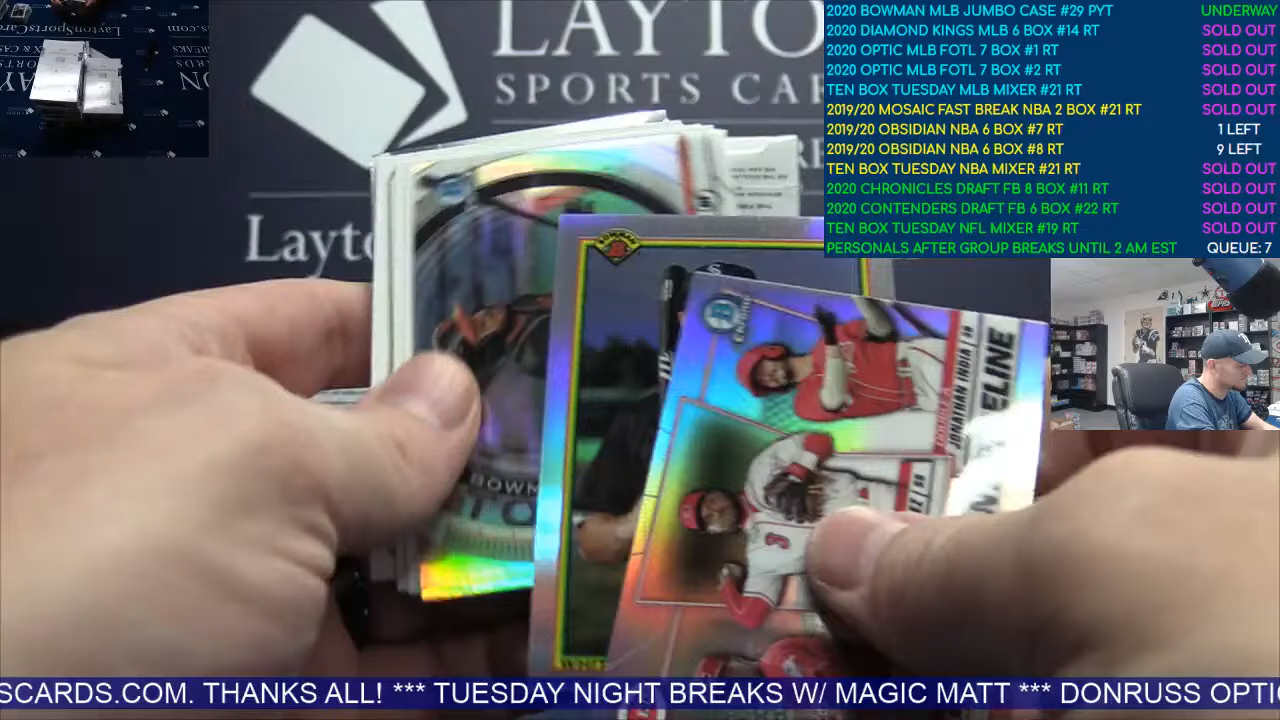 LaytonSportsCards
LAYTO
SPORTS CAR
Layto
2020 BOWMAN MLB JUMBO CASE #29 PYT UNDERWAY
2020 DIAMOND KINGS MLB 6 BOX #14 RT SOLD OUT
2020 OPTIC MLB FOTL 7 BOX #1 RT SOLD OUT
2020 OPTIC MLB FOTL 7 BOX #2 RT SOLD OUT
TEN BOX TUESDAY MLB MIXER #21 RT SOLD OUT
2019/20 MOSAIC FAST BREAK NBA 2 BOX #21 RT SOLD OUT
2019/20 OBSIDIAN NBA 6 BOX #7 RT 1 LEFT
2019/20 OBSIDIAN NBA 6 BOX #8 RT 9 LEFT
TEN BOX TUESDAY NBA MIXER #21 RT SOLD OUT
2020 CHRONICLES DRAFT FB 8 BOX #11 RT SOLD OUT
2020 CONTENDERS DRAFT FB 6 BOX #22 RT SOLD OUT
TEN BOX TUESDAY NFL MIXER #19 RT SOLD OUT
PERSONALS AFTER GROUP BREAKS UNTIL 2 AM EST QUEUE: 7
BOWMAN
JONATHAN INDIA
ELINE
BOWN
SCARDS.COM. THANKS ALL! *** TUESDAY NIGHT BREAKS W/ MAGIC MATT *** DONRUSS OPTIC